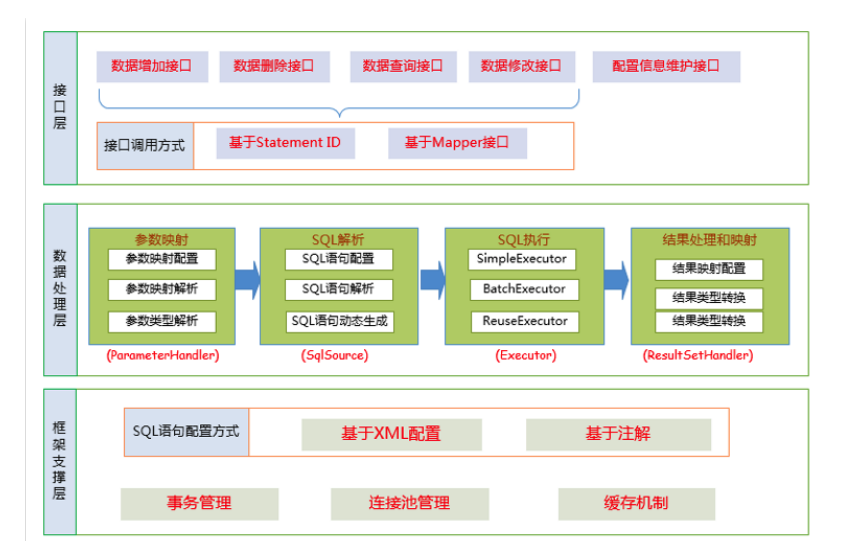 接口层
数据增加接口 数据删除接口 数据查询接口 数据修改接口 配置信息维护接口
接口调用方式 基于Statement ID 基于Mapper接口
数据处理层
参数映射
参数映射配置
参数映射解析
参数类型解析
(ParameterHandler)
SQL解析
SQL语句配置
SQL语句解析
SQL语句动态生成
(SqlSource)
SQL执行
SimpleExecutor
BatchExecutor
ReuseExecutor
(Executor)
结果处理和映射
结果映射配置
结果类型转换
结果类型转换
(ResultSetHandler)
框架支撑层
SQL语句配置方式 基于XML配置 基于注解
事务管理 连接池管理 缓存机制